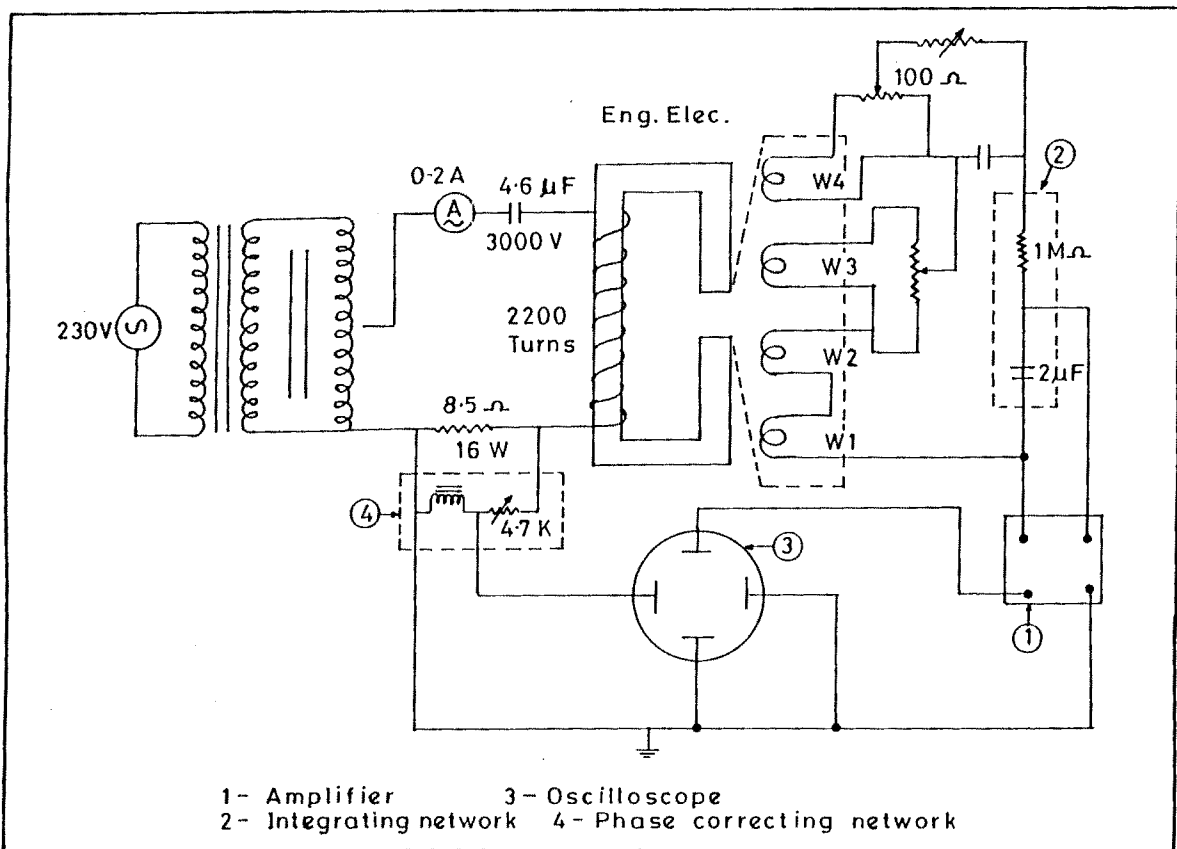 100 Ω
Eng. Elec.
0-2 A
A
4·6 μF
3000 V
230V
S
2200
Turns
W4
W3
W2
W1
2
1MΩ
2μF
8·5 Ω
16 W
4
4·7 K
3
1
1- Amplifier 3- Oscilloscope
2- Integrating network 4- Phase correcting network